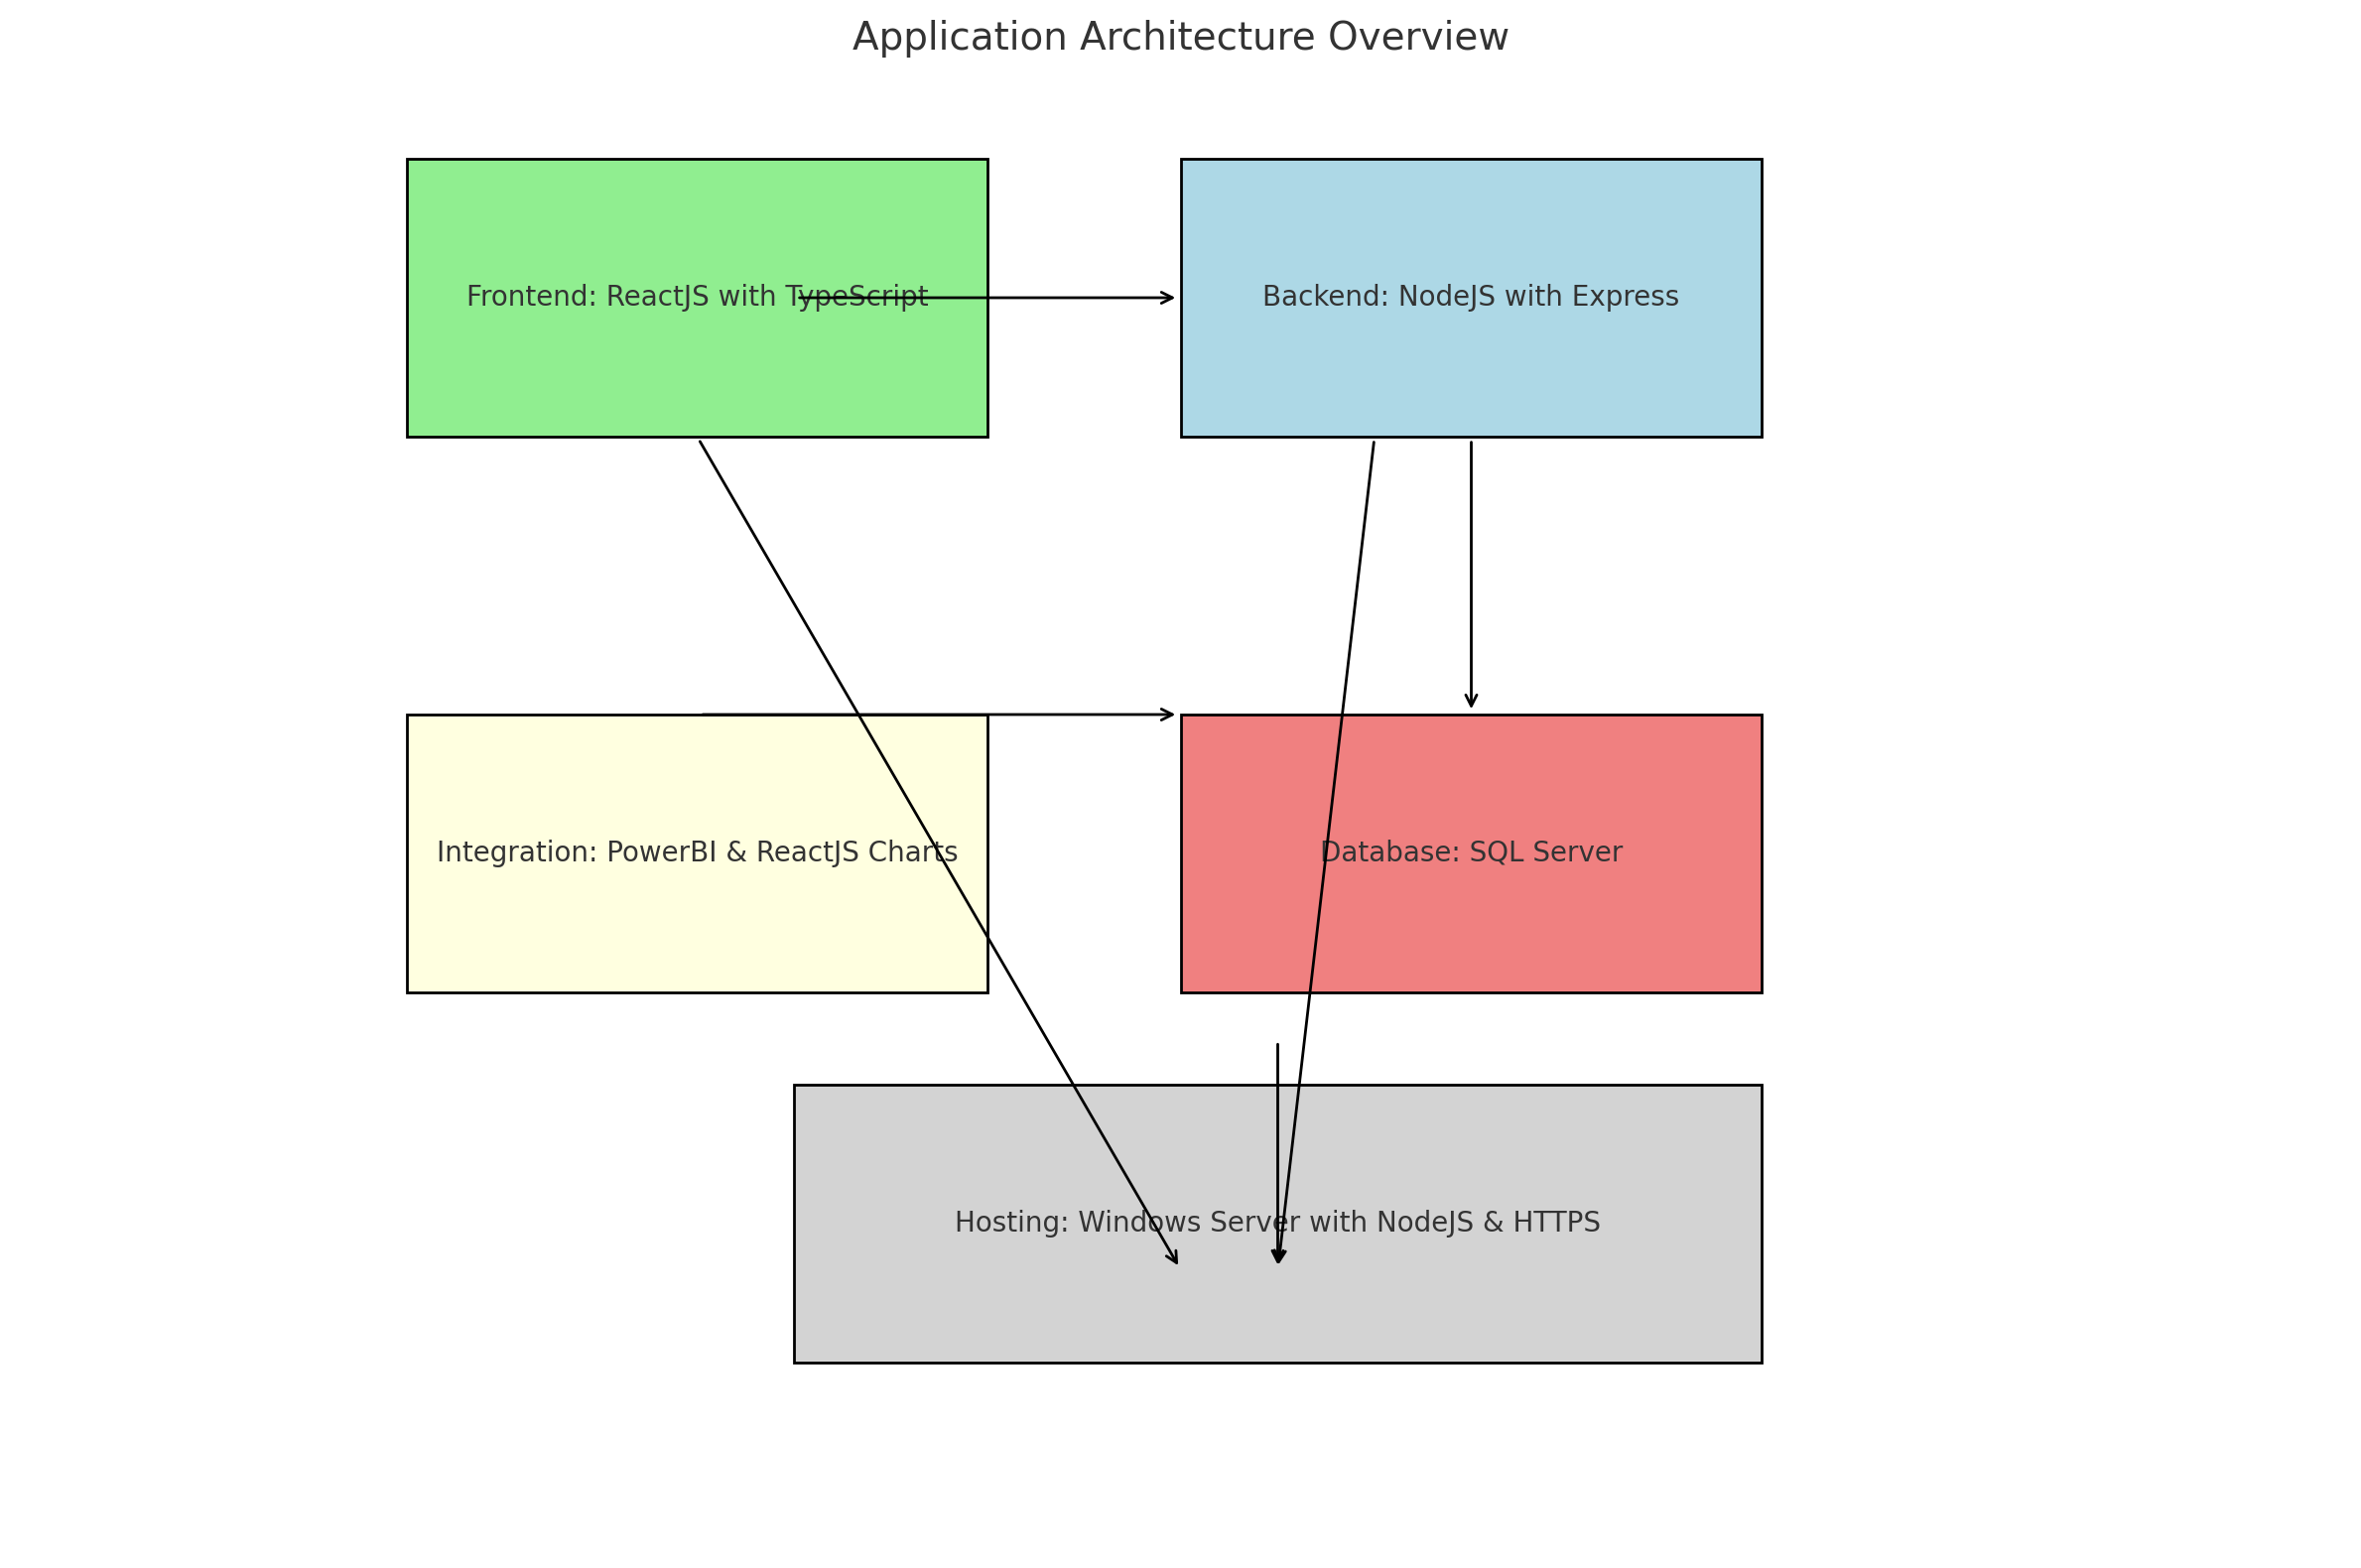 Application Architecture Overview
Frontend: ReactJS with TypeScript
Backend: NodeJS with Express
Integration: PowerBI & ReactJS Charts
Database: SQL Server
Hosting: Windows Server with NodeJS & HTTPS